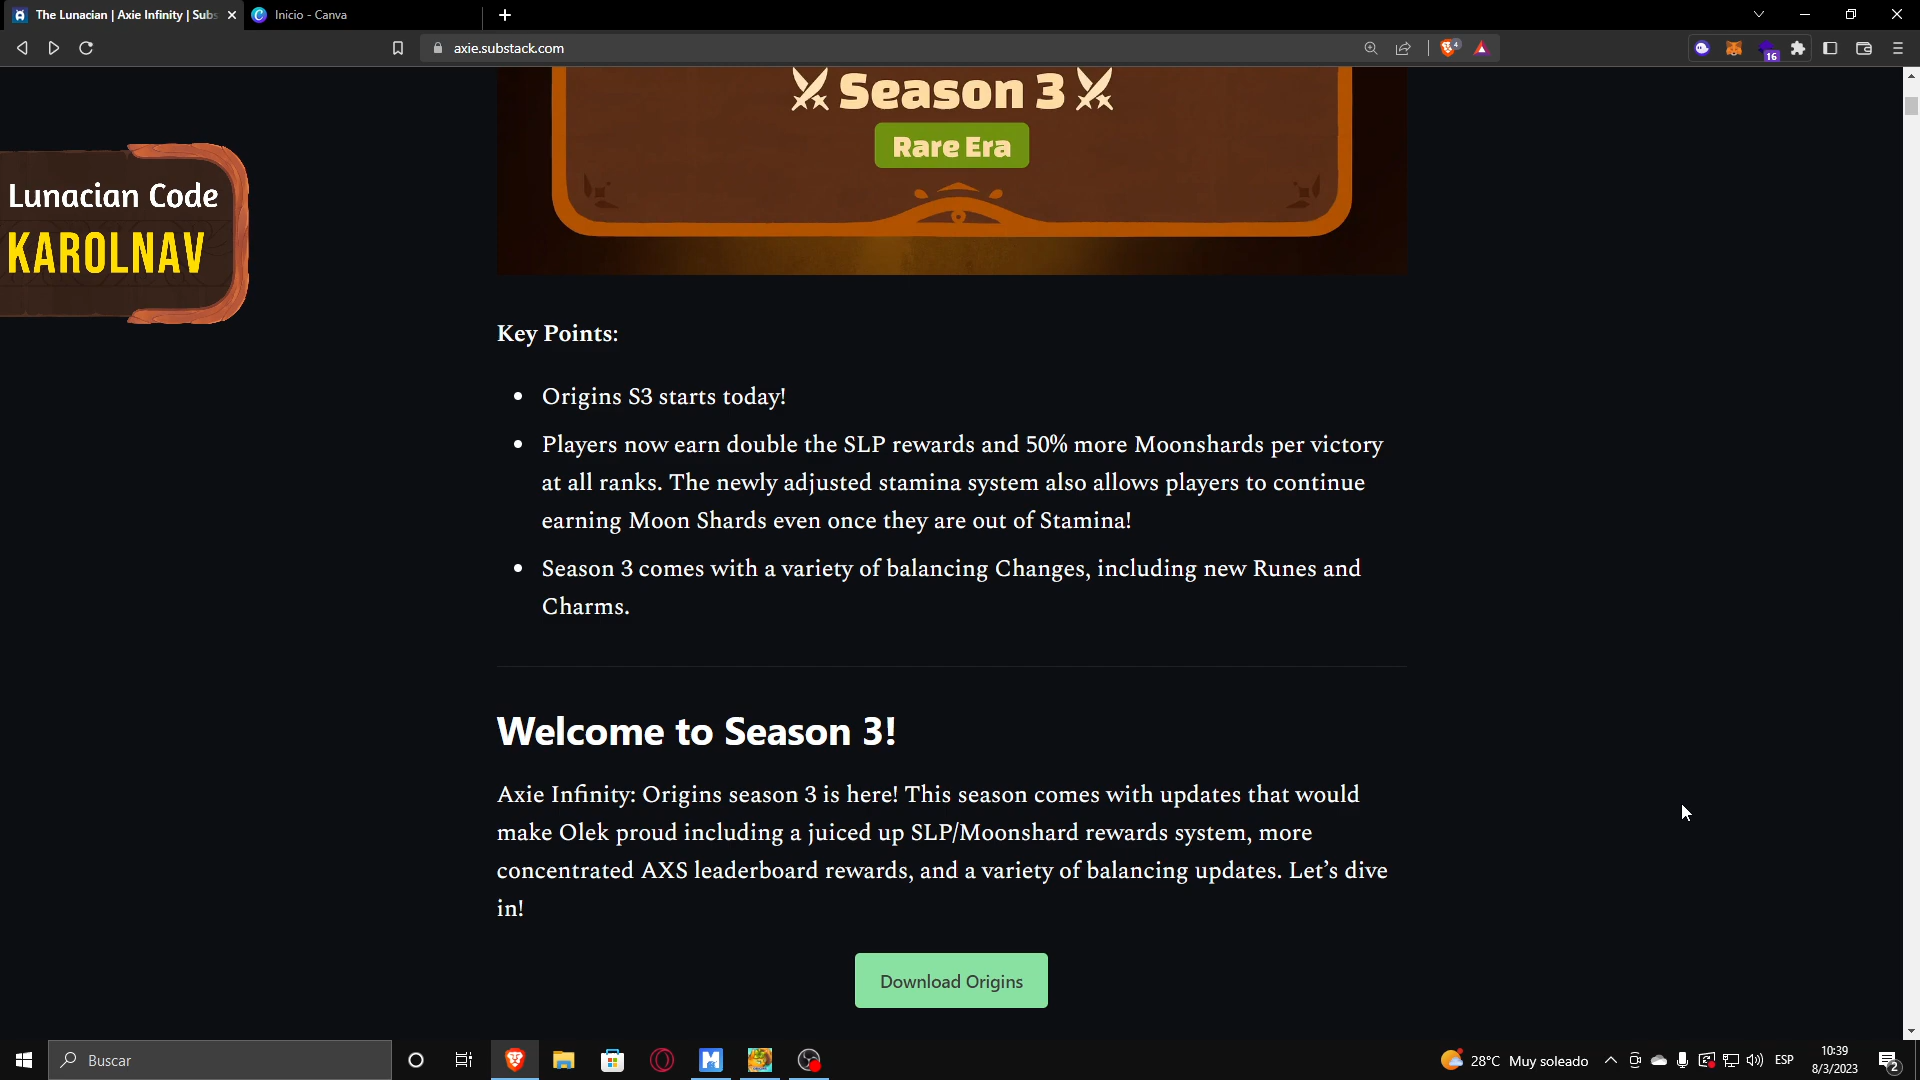 The Lunacian | Axie Infinity | Subs
Inicio - Canva
axie.substack.com
4
16
Season 3
Rare Era
Lunacian Code
KAROLNAV
Key Points:
Origins S3 starts today!
Players now earn double the SLP rewards and 50% more Moonshards per victory
at all ranks. The newly adjusted stamina system also allows players to continue
earning Moon Shards even once they are out of Stamina!
Season 3 comes with a variety of balancing Changes, including new Runes and
Charms.
Welcome to Season 3!
Axie Infinity: Origins season 3 is here! This season comes with updates that would
make Olek proud including a juiced up SLP/Moonshard rewards system, more
concentrated AXS leaderboard rewards, and a variety of balancing updates. Let’s dive
in!
Download Origins
Buscar
28°C Muy soleado
ESP
10:39
8/3/2023
2